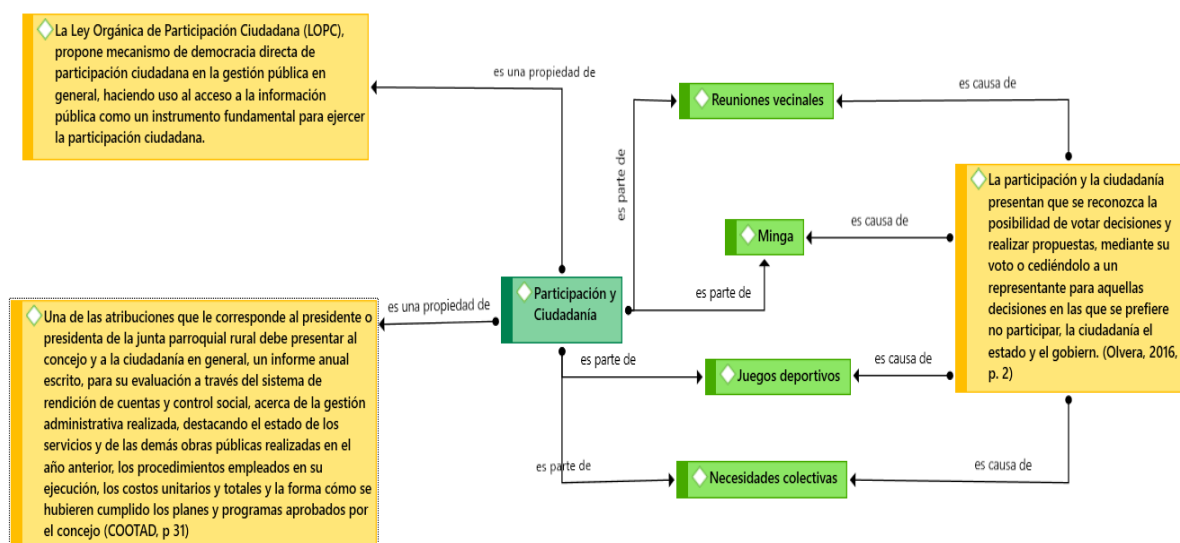 La Ley Orgánica de Participación Ciudadana (LOPC),
propone mecanismo de democracia directa de
participación ciudadana en la gestión pública en
general, haciendo uso al acceso a la información
pública como un instrumento fundamental para ejercer
la participación ciudadana.
es una propiedad de
Reuniones vecinales
es causa de
es parte de
La participación y la ciudadanía
presentan que se reconozca la
posibilidad de votar decisiones y
realizar propuestas, mediante su
voto o cediéndolo a un
representante para aquellas
decisiones en las que se prefiere
no participar, la ciudadanía el
estado y el gobiern. (Olvera, 2016,
p. 2)
Minga
es causa de
es parte de
Participación y
Ciudadanía
es una propiedad de
Una de las atribuciones que le corresponde al presidente o
presidenta de la junta parroquial rural debe presentar al
concejo y a la ciudadanía en general, un informe anual
escrito, para su evaluación a través del sistema de
rendición de cuentas y control social, acerca de la gestión
administrativa realizada, destacando el estado de los
servicios y de las demás obras públicas realizadas en el
año anterior, los procedimientos empleados en su
ejecución, los costos unitarios y totales y la forma cómo se
hubieren cumplido los planes y programas aprobados por
el concejo (COOTAD, p 31)
es parte de
Juegos deportivos
es causa de
es parte de
Necesidades colectivas
es causa de